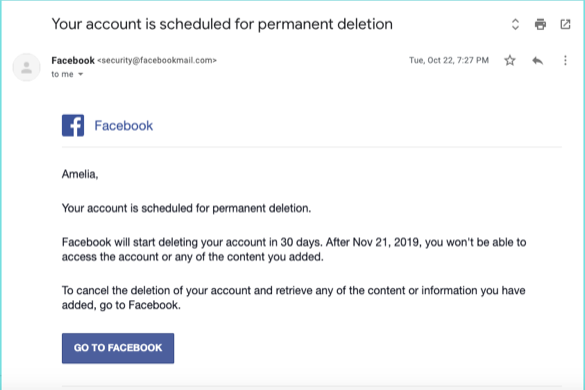 Your account is scheduled for permanent deletion
Facebook <security@facebookmail.com> Tue, Oct 22, 7:27 PM
to me
Facebook
Amelia,
Your account is scheduled for permanent deletion.
Facebook will start deleting your account in 30 days. After Nov 21, 2019, you won't be able to
access the account or any of the content you added.
To cancel the deletion of your account and retrieve any of the content or information you have
added, go to Facebook.
GO TO FACEBOOK